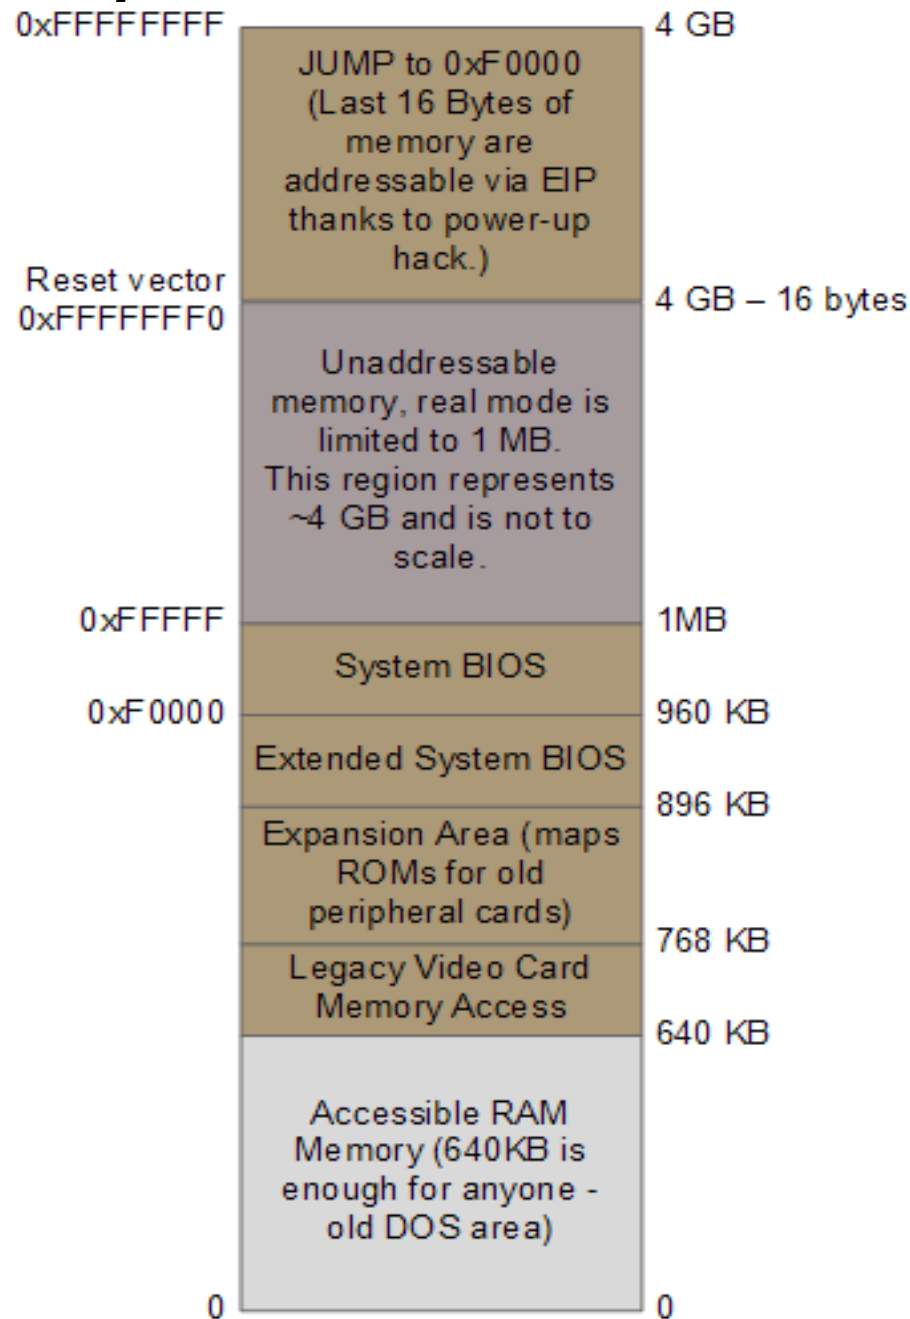 0xFFFFFFFF
4 GB
JUMP to 0xF0000
(Last 16 Bytes of
memory are
addressable via EIP
thanks to power-up
hack.)
Reset vector
0xFFFFFFF0
4 GB – 16 bytes
Unaddressable
memory, real mode is
limited to 1 MB.
This region represents
~4 GB and is not to
scale.
0xFFFFF
1MB
System BIOS
0xF0000
960 KB
Extended System BIOS
896 KB
Expansion Area (maps
ROMs for old
peripheral cards)
768 KB
Legacy Video Card
Memory Access
640 KB
Accessible RAM
Memory (640KB is
enough for anyone -
old DOS area)
0
0